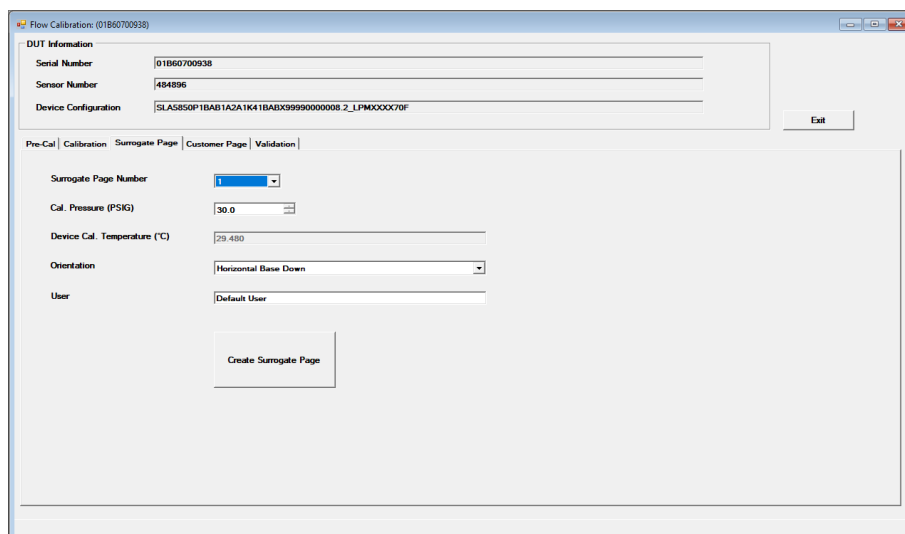 Flow Calibration: (01B60700938)
DUT Information
Serial Number 01B60700938
Sensor Number 484896
Device Configuration SLA5850P1BAB1A2A1K41BABX99990000008.2_LPMXXXX70F
Exit
Pre-Cal Calibration Surrogate Page Customer Page Validation
Surrogate Page Number 1
Cal. Pressure (PSIG) 30.0
Device Cal. Temperature (°C) 29.480
Orientation Horizontal Base Down
User Default User
Create Surrogate Page